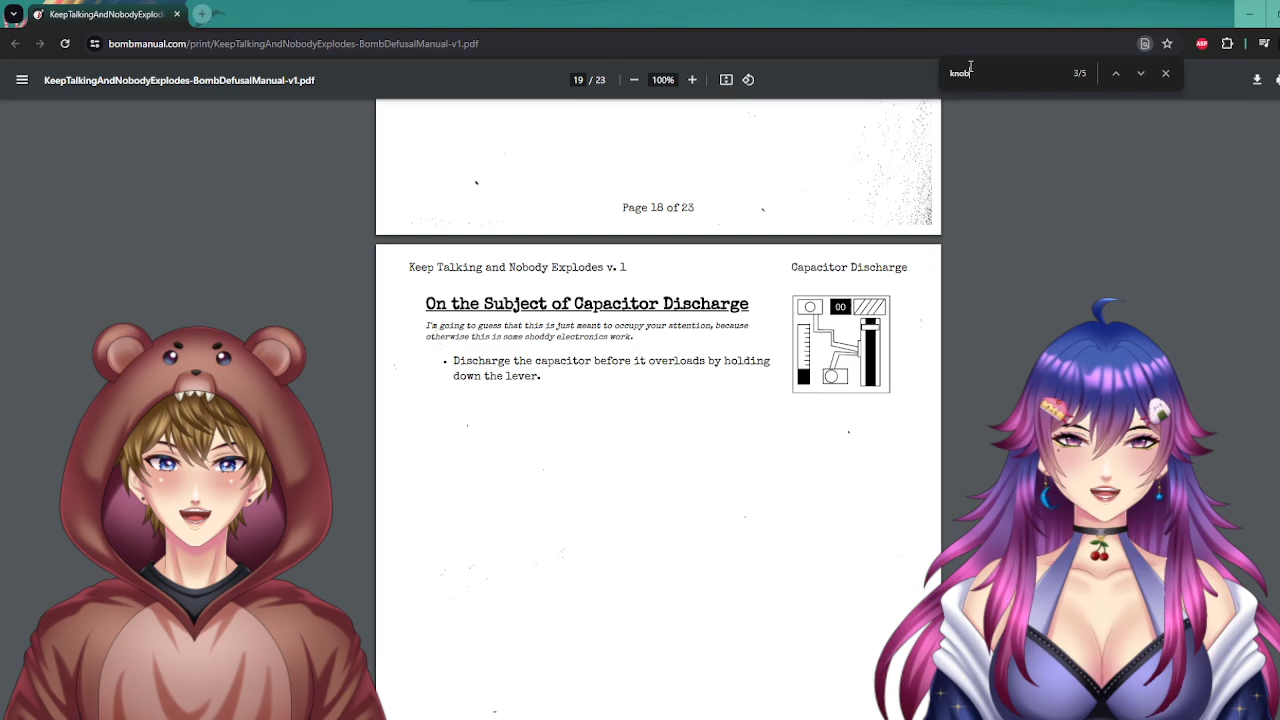 KeepTalkingAndNobodyExplod
bombmanual.com/print/KeepTalkingAndNobodyExplodes-BombDefusalManual-v1.pdf
ABP
knob 3/5
KeepTalkingAndNobodyExplodes-BombDefusalManual-v1.pdf
19 / 23
100%
Page 18 of 23
Keep Talking and Nobody Explodes v. 1
Capacitor Discharge
On the Subject of Capacitor Discharge
00
I'm going to guess that this is just meant to occupy your attention, because
otherwise this is some shoddy electronics work.
• Discharge the capacitor before it overloads by holding
down the lever.